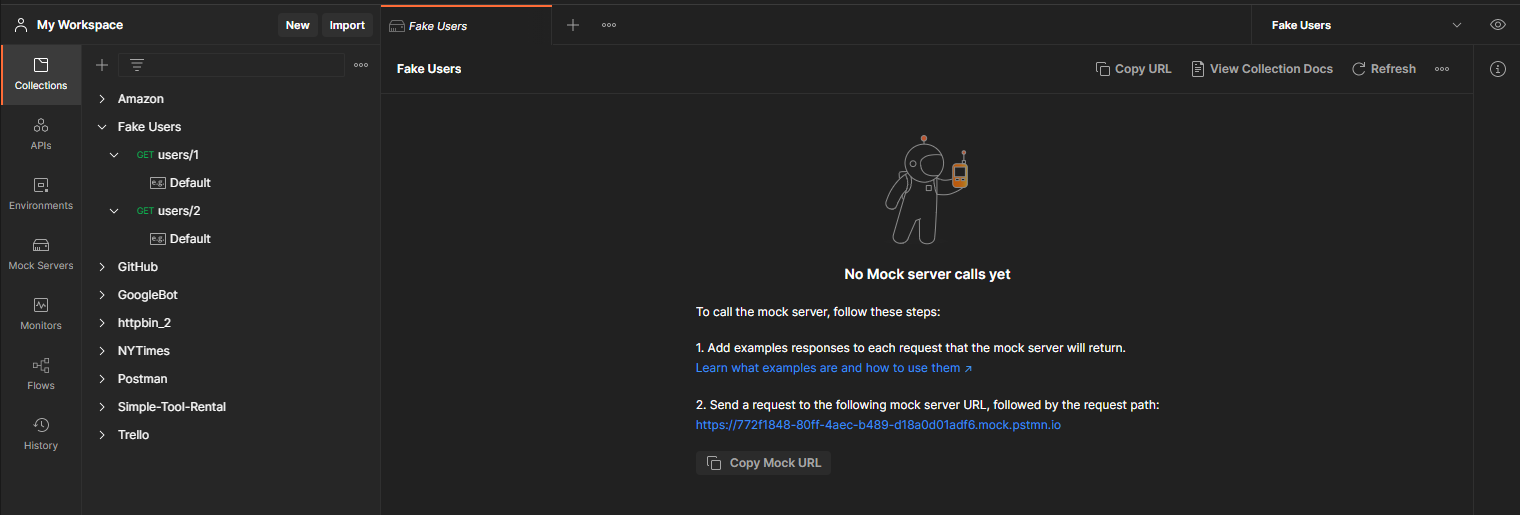 My Workspace
New
Import
Fake Users
Fake Users
Collections
APIs
Environments
Mock Servers
Monitors
Flows
History
Amazon
Fake Users
GET users/1
e.g. Default
GET users/2
e.g. Default
GitHub
GoogleBot
httpbin_2
NYTimes
Postman
Simple-Tool-Rental
Trello
Fake Users
Copy URL
View Collection Docs
Refresh
No Mock server calls yet
To call the mock server, follow these steps:
1. Add examples responses to each request that the mock server will return.
Learn what examples are and how to use them ↗
2. Send a request to the following mock server URL, followed by the request path:
https://772f1848-80ff-4aec-b489-d18a0d01adf6.mock.pstmn.io
Copy Mock URL